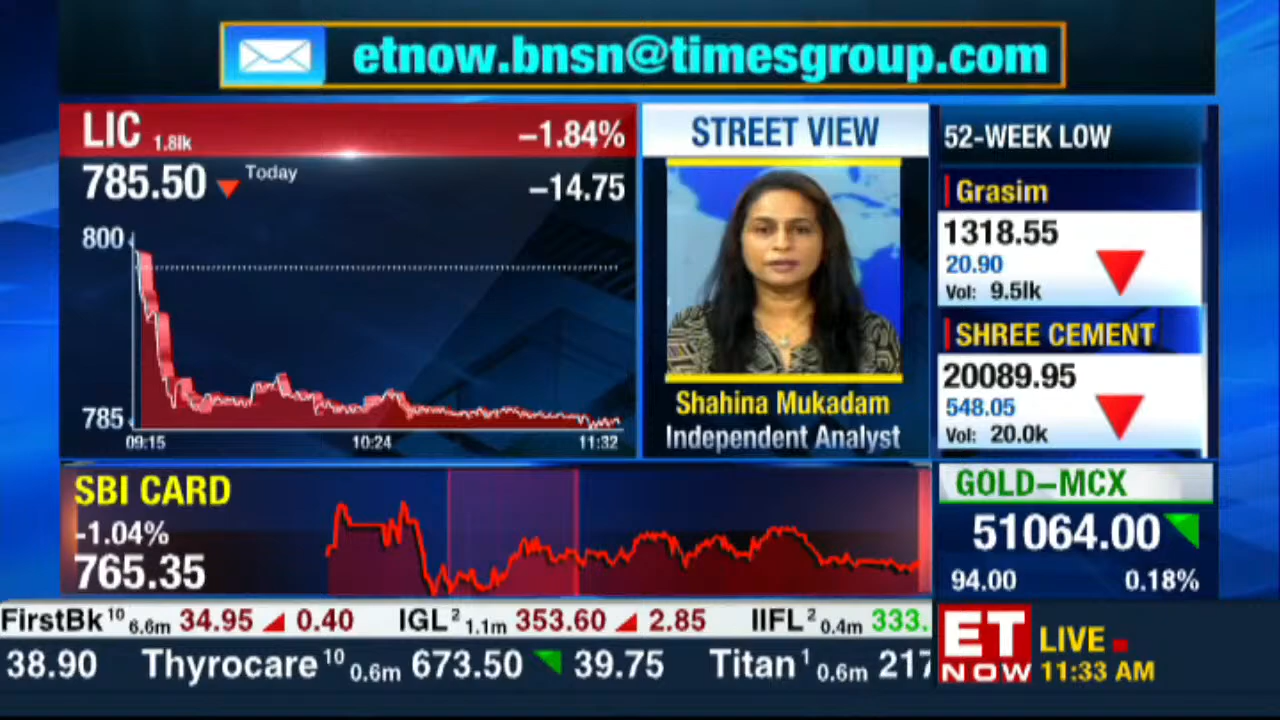 etnow.bnsn@timesgroup.com
LIC 1.8lk -1.84%
785.50 Today -14.75
800
785
09:15 10:24 11:32
STREET VIEW
Shahina Mukadam
Independent Analyst
52-WEEK LOW
Grasim
1318.55
20.90
Vol: 9.5lk
SHREE CEMENT
20089.95
548.05
Vol: 20.0k
SBI CARD
-1.04%
765.35
GOLD-MCX
51064.00
94.00 0.18%
FirstBk 10 6.6m 34.95 0.40 IGL 2 1.1m 353.60 2.85 IIFL 2 0.4m 333.
38.90 Thyrocare 10 0.6m 673.50 39.75 Titan 1 0.6m 217
ET NOW
LIVE
11:33 AM